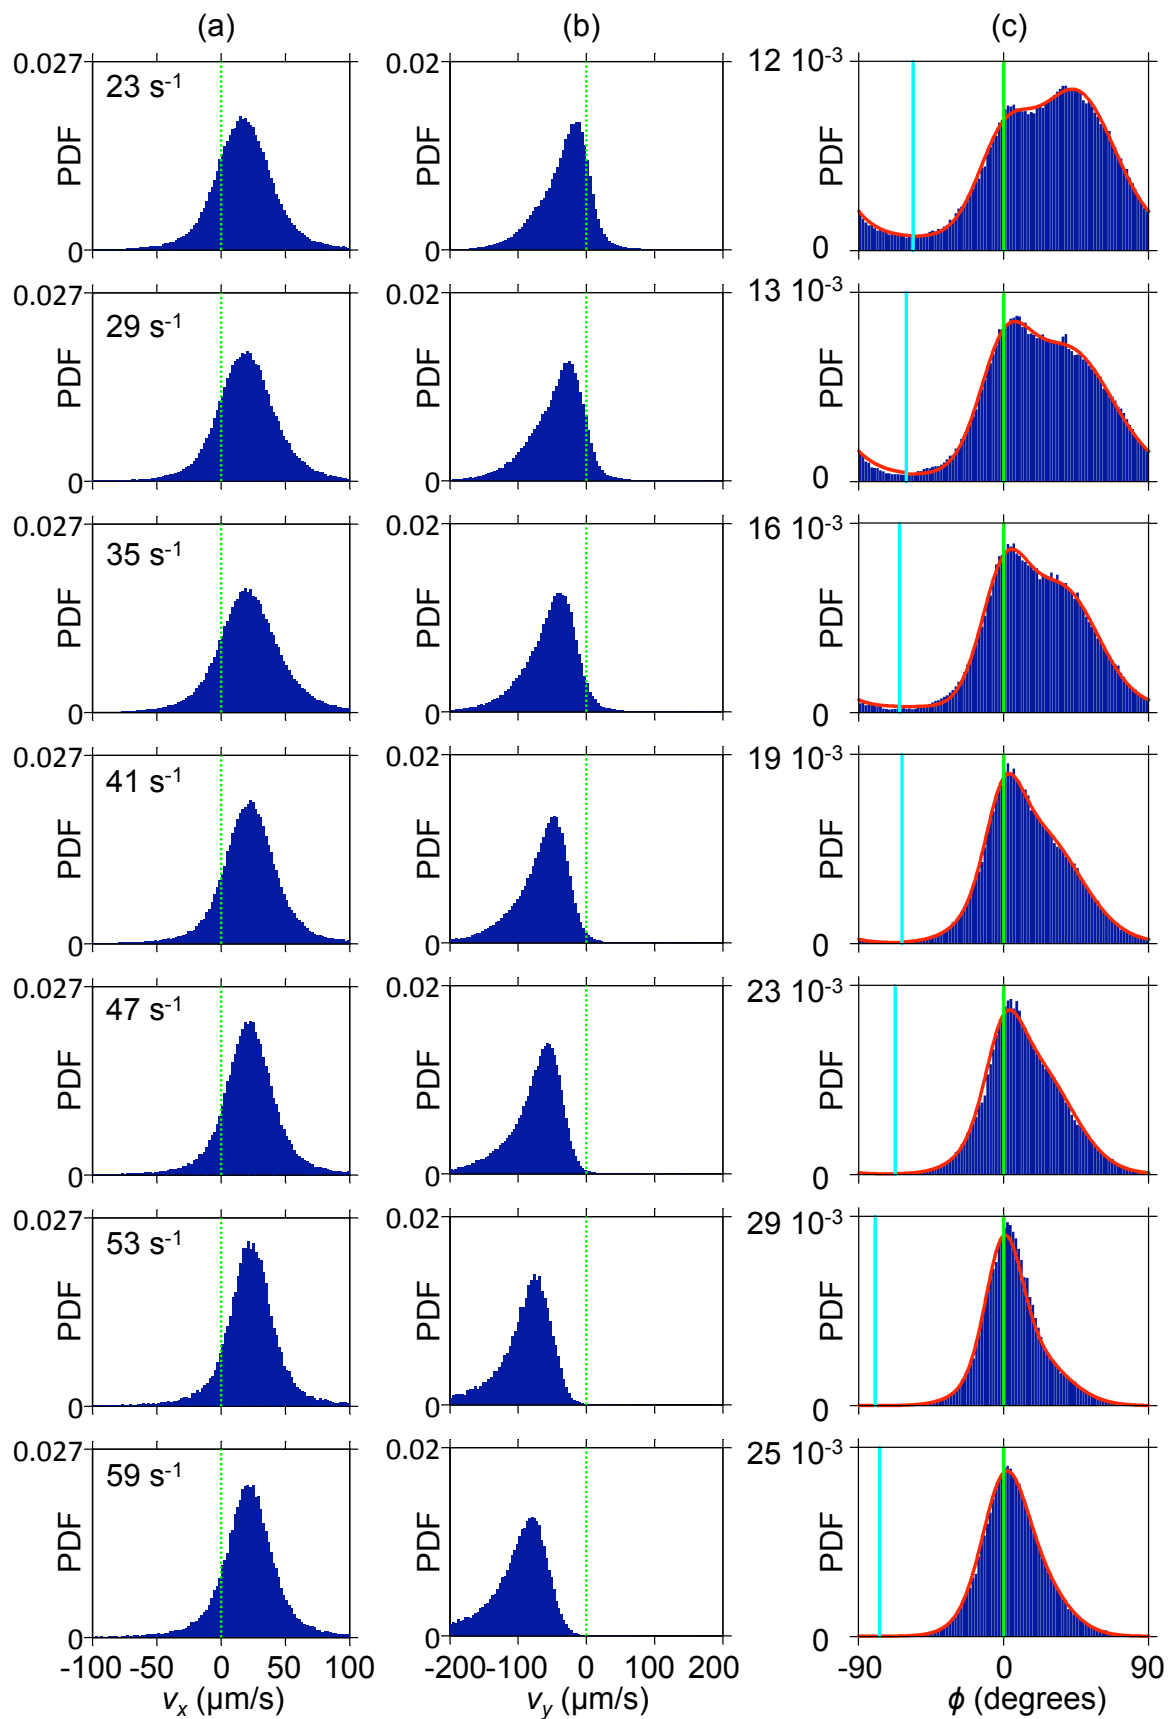 (a) (b) (c)
0.027 0.02 12 10-3
23 s-1
PDF PDF PDF
0 0 0
0.027 0.02 13 10-3
29 s-1
PDF PDF PDF
0 0 0
0.027 0.02 16 10-3
35 s-1
PDF PDF PDF
0 0 0
0.027 0.02 19 10-3
41 s-1
PDF PDF PDF
0 0 0
0.027 0.02 23 10-3
47 s-1
PDF PDF PDF
0 0 0
0.027 0.02 29 10-3
53 s-1
PDF PDF PDF
0 0 0
0.027 0.02 25 10-3
59 s-1
PDF PDF PDF
0 0 0
-100 -50 0 50 100 -200 -100 0 100 200 -90 0 90
vx (μm/s) vy (μm/s) ϕ (degrees)